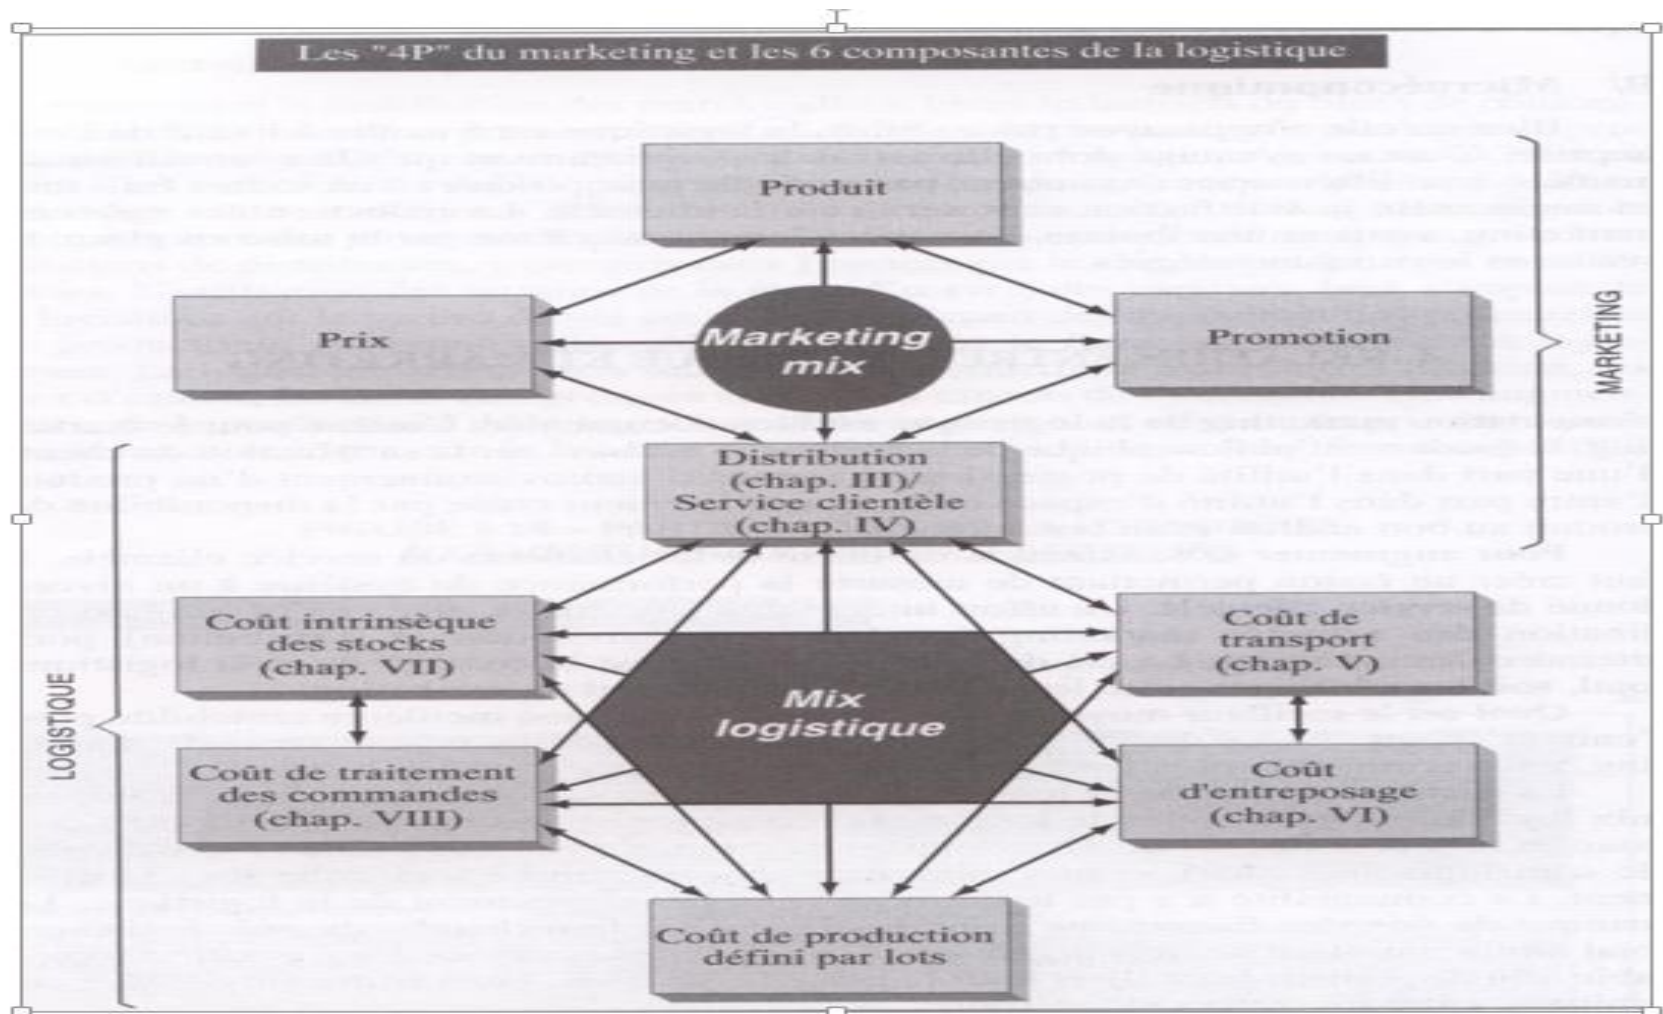 Les "4P" du marketing et les 6 composantes de la logistique
Produit
Prix
Marketing
mix
Promotion
MARKETING
Distribution
(chap. III)/
Service clientèle
(chap. IV)
Coût intrinsèque
des stocks
(chap. VII)
Coût de
transport
(chap. V)
LOGISTIQUE
Mix
logistique
Coût de traitement
des commandes
(chap. VIII)
Coût
d'entreposage
(chap. VI)
Coût de production
défini par lots